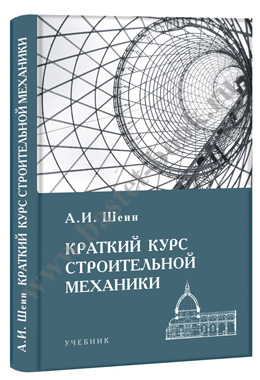 А.И. Шеин КРАТКИЙ КУРС СТРОИТЕЛЬНОЙ МЕХАНИКИ
А.И. Шеин
КРАТКИЙ КУРС
СТРОИТЕЛЬНОЙ
МЕХАНИКИ
УЧЕБНИК